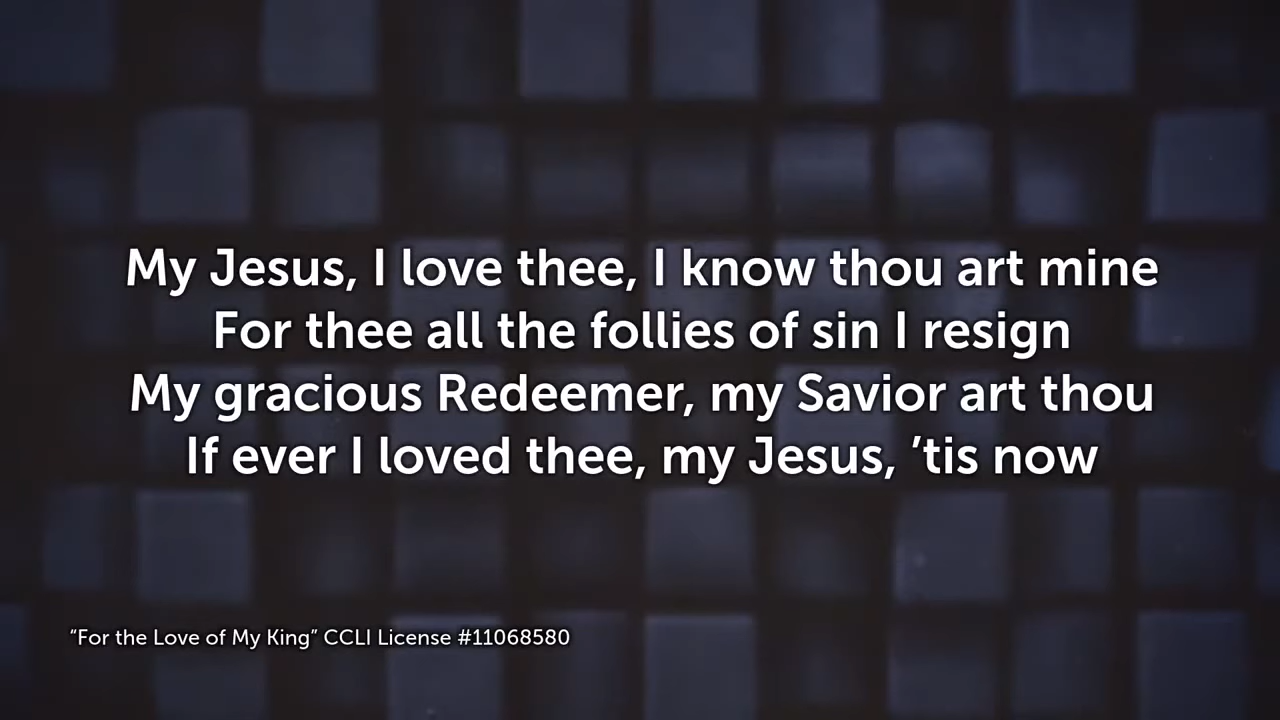 My Jesus, I love thee, I know thou art mine
For thee all the follies of sin I resign
My gracious Redeemer, my Savior art thou
If ever I loved thee, my Jesus, ’tis now
“For the Love of My King” CCLI License #11068580